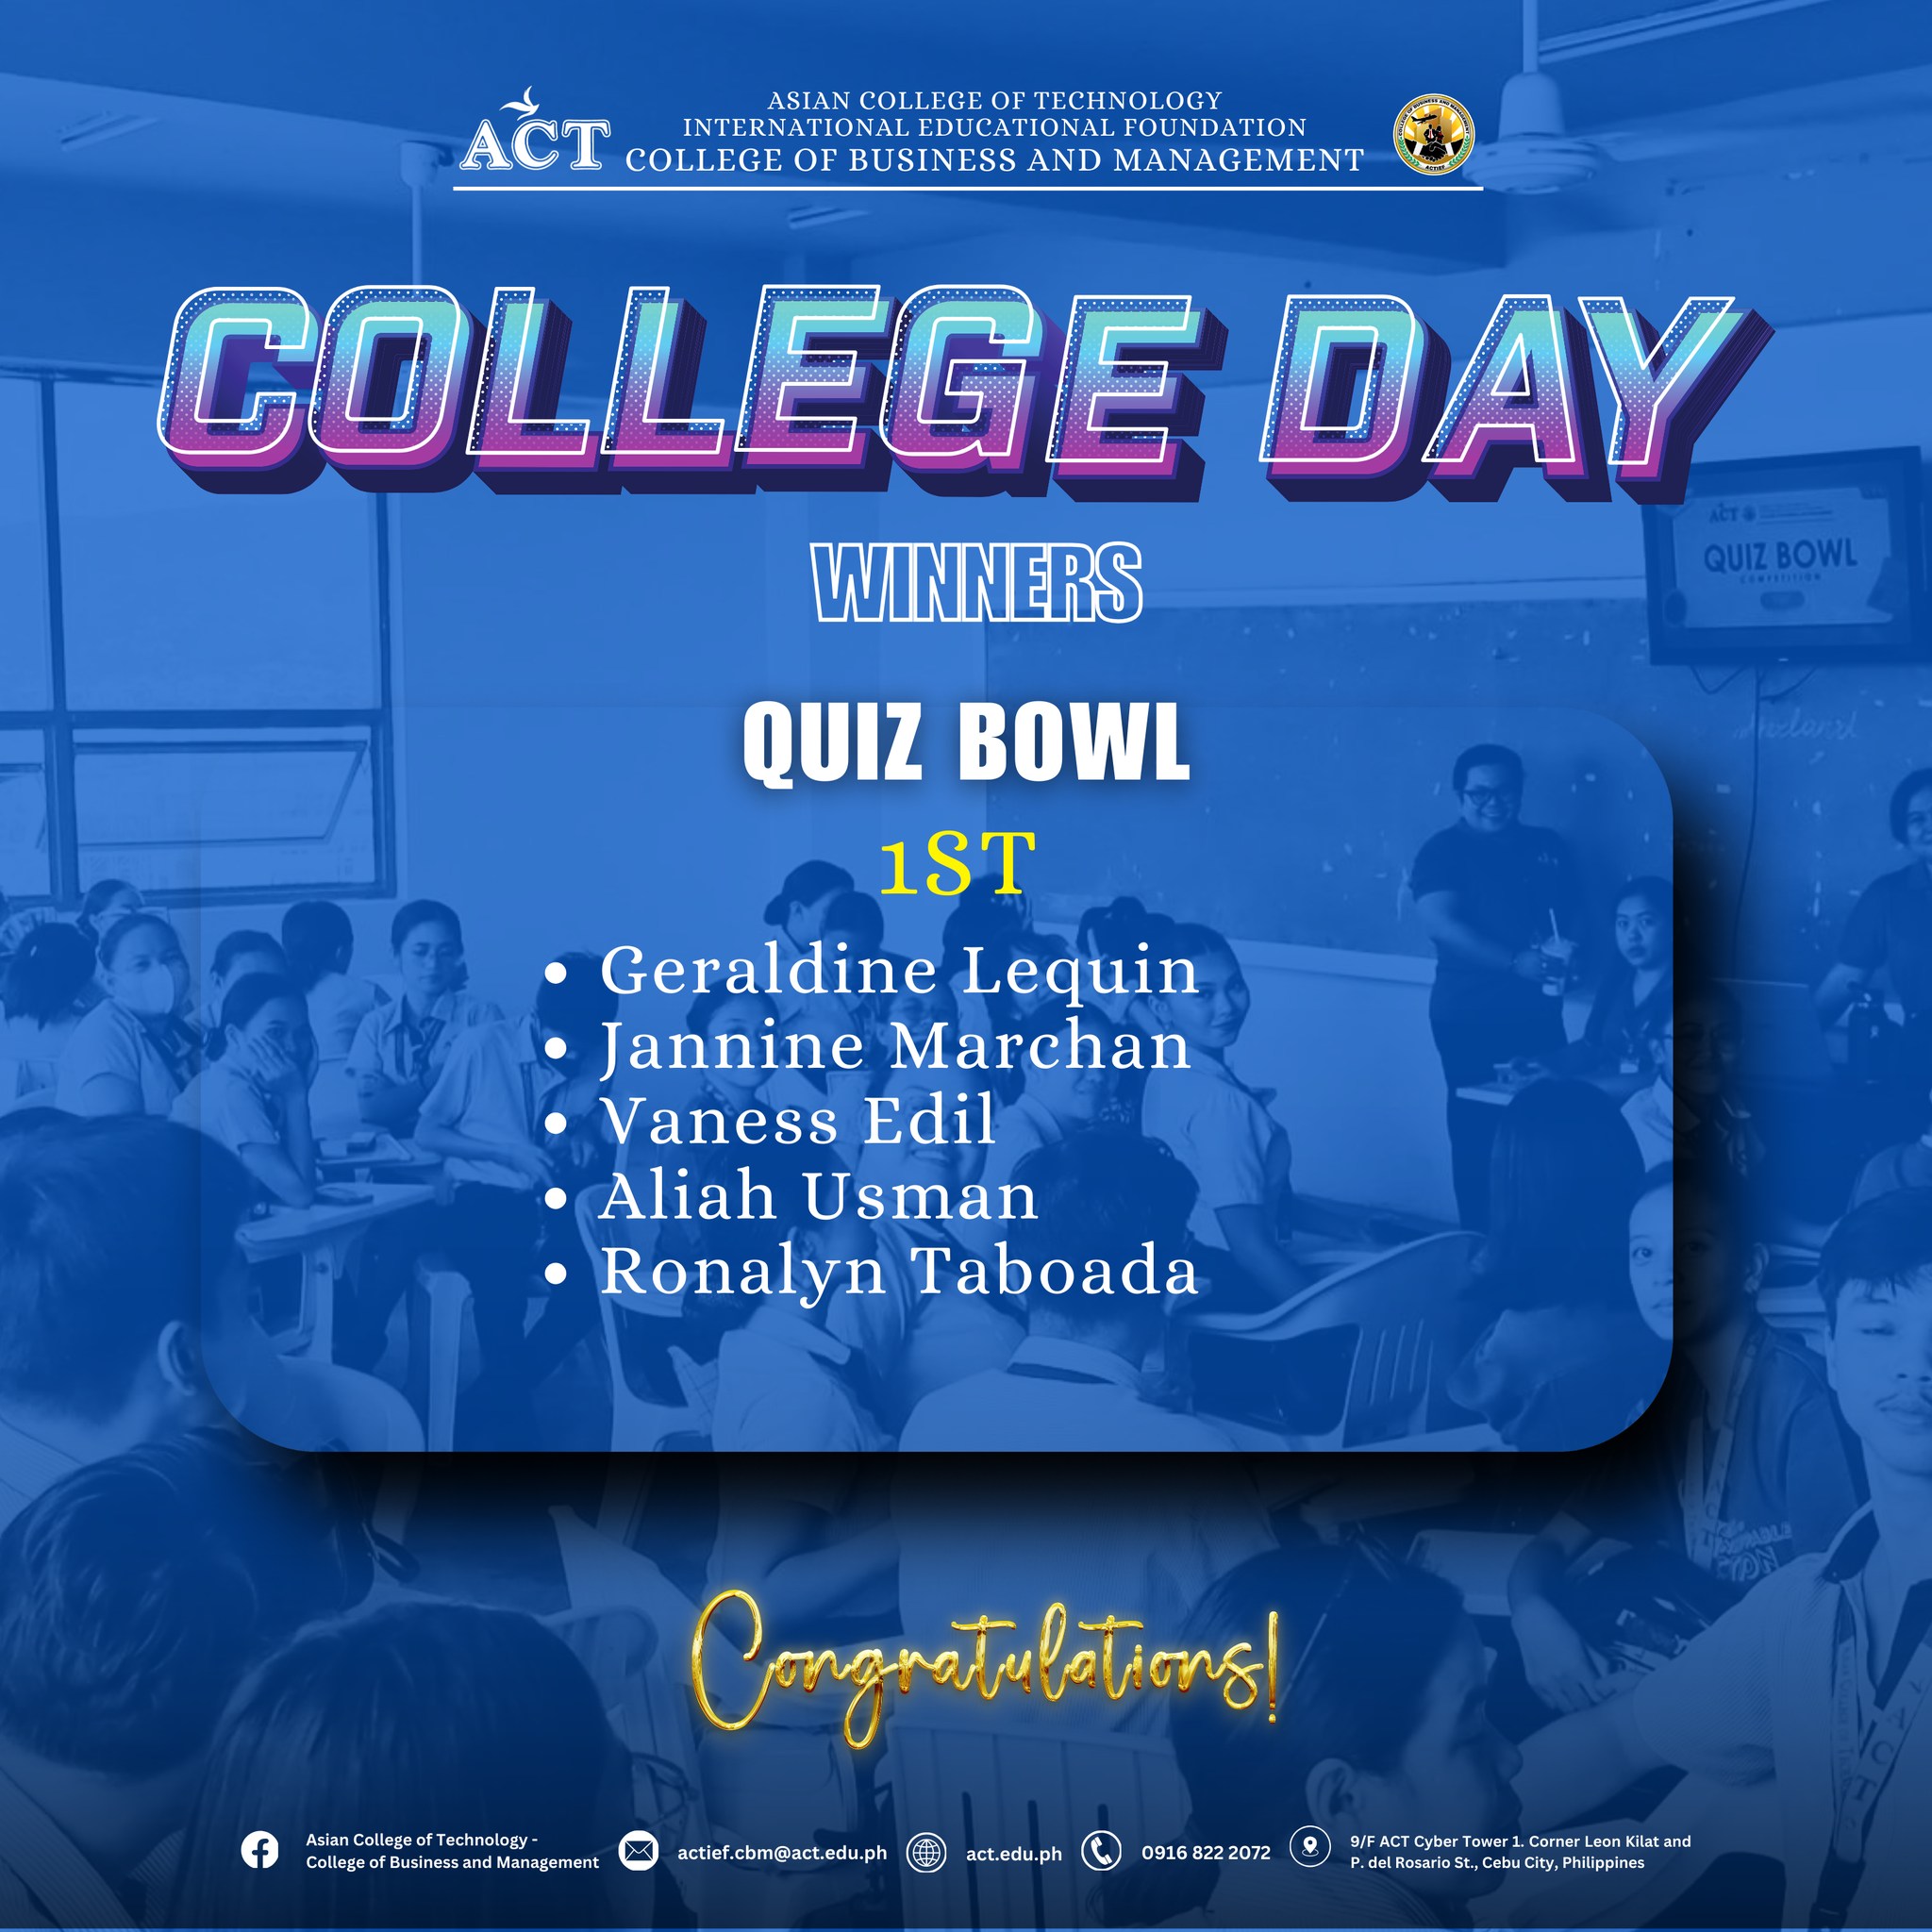 ACT
ASIAN COLLEGE OF TECHNOLOGY
INTERNATIONAL EDUCATIONAL FOUNDATION
COLLEGE OF BUSINESS AND MANAGEMENT
COLLEGE DAY
WINNERS
ACT
QUIZ BOWL
COMPETITION
QUIZ BOWL
1ST
• Geraldine Lequin
• Jannine Marchan
• Vaness Edil
• Aliah Usman
• Ronalyn Taboada
Congratulations!
Asian College of Technology -
College of Business and Management
actief.cbm@act.edu.ph
act.edu.ph
0916 822 2072
9/F ACT Cyber Tower 1. Corner Leon Kilat and
P. del Rosario St., Cebu City, Philippines